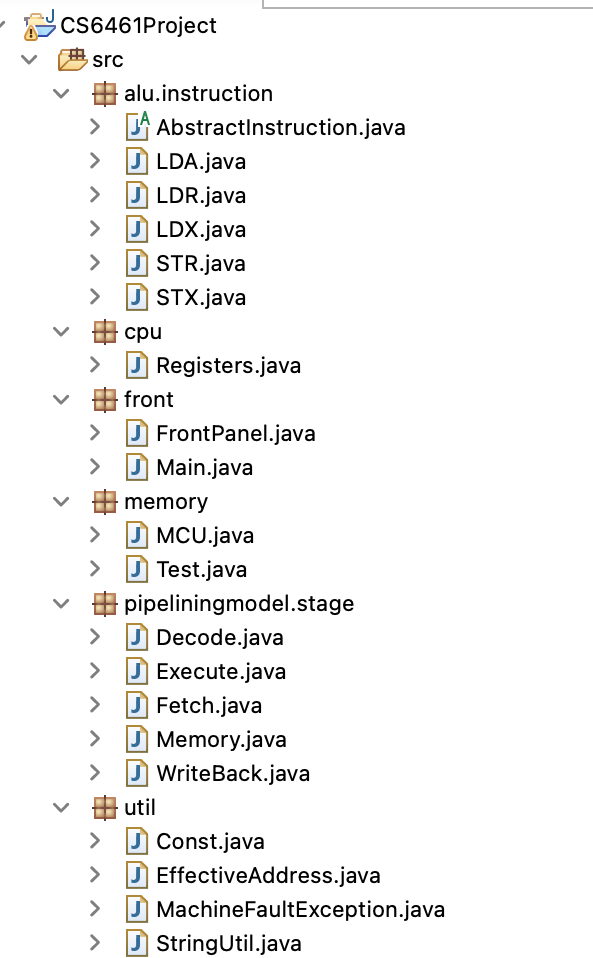 CS6461Project
src
alu.instruction
AbstractInstruction.java
LDA.java
LDR.java
LDX.java
STR.java
STX.java
cpu
Registers.java
front
FrontPanel.java
Main.java
memory
MCU.java
Test.java
pipeliningmodel.stage
Decode.java
Execute.java
Fetch.java
Memory.java
WriteBack.java
util
Const.java
EffectiveAddress.java
MachineFaultException.java
StringUtil.java